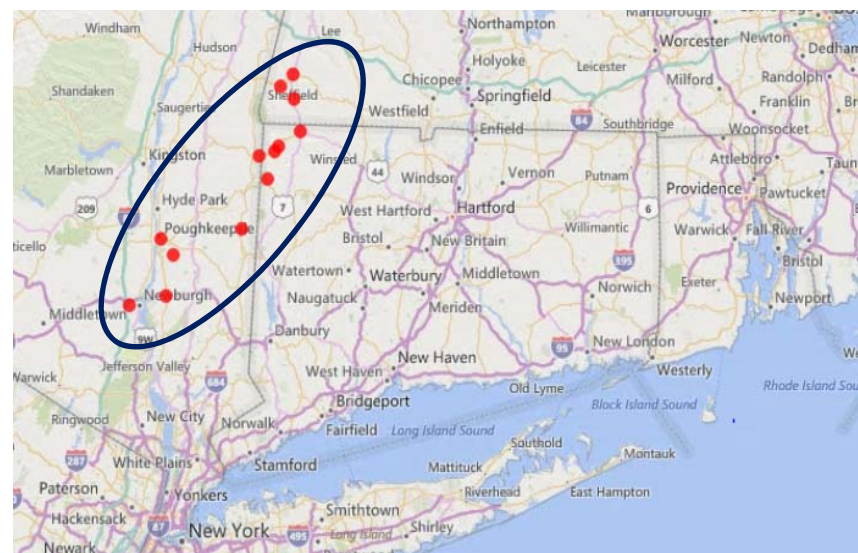 Windham
Lee
Northampton
Marlborough
Hudson
Holyoke
Worcester
Newton
Dedham
Leicester
Chicopee
Shandaken
Sheffield
Springfield
Milford
Randolph
Saugerties
Westfield
Franklin
84
Southbridge
Woonsocket
Enfield
Kingston
Winsted
Attleboro
Marbletown
44
Windsor
Vernon
Putnam
Providence
Pawtucket
209
Hyde Park
7
Hartford
6
West Hartford
Poughkeepsie
Willimantic
Warwick
Fall River
Bristol
New Britain
395
Bristol
Watertown
Waterbury
Middletown
Norwich
Exeter
Newburgh
Naugatuck
Newport
Middletown
Meriden
9W
Danbury
New London
Jefferson Valley
New Haven
95
Warwick
West Haven
Westerly
684
Old Lyme
Bridgeport
Block Island Sound
Rhode Island Sou
Ringwood
New City
Norwalk
Fairfield
Long Island Sound
Southold
287
White Plains
Stamford
Mattituck
Montauk
Paterson
Yonkers
Riverhead
East Hampton
Hackensack
87
Smithtown
New York
495
Long Island
Shirley
Newark